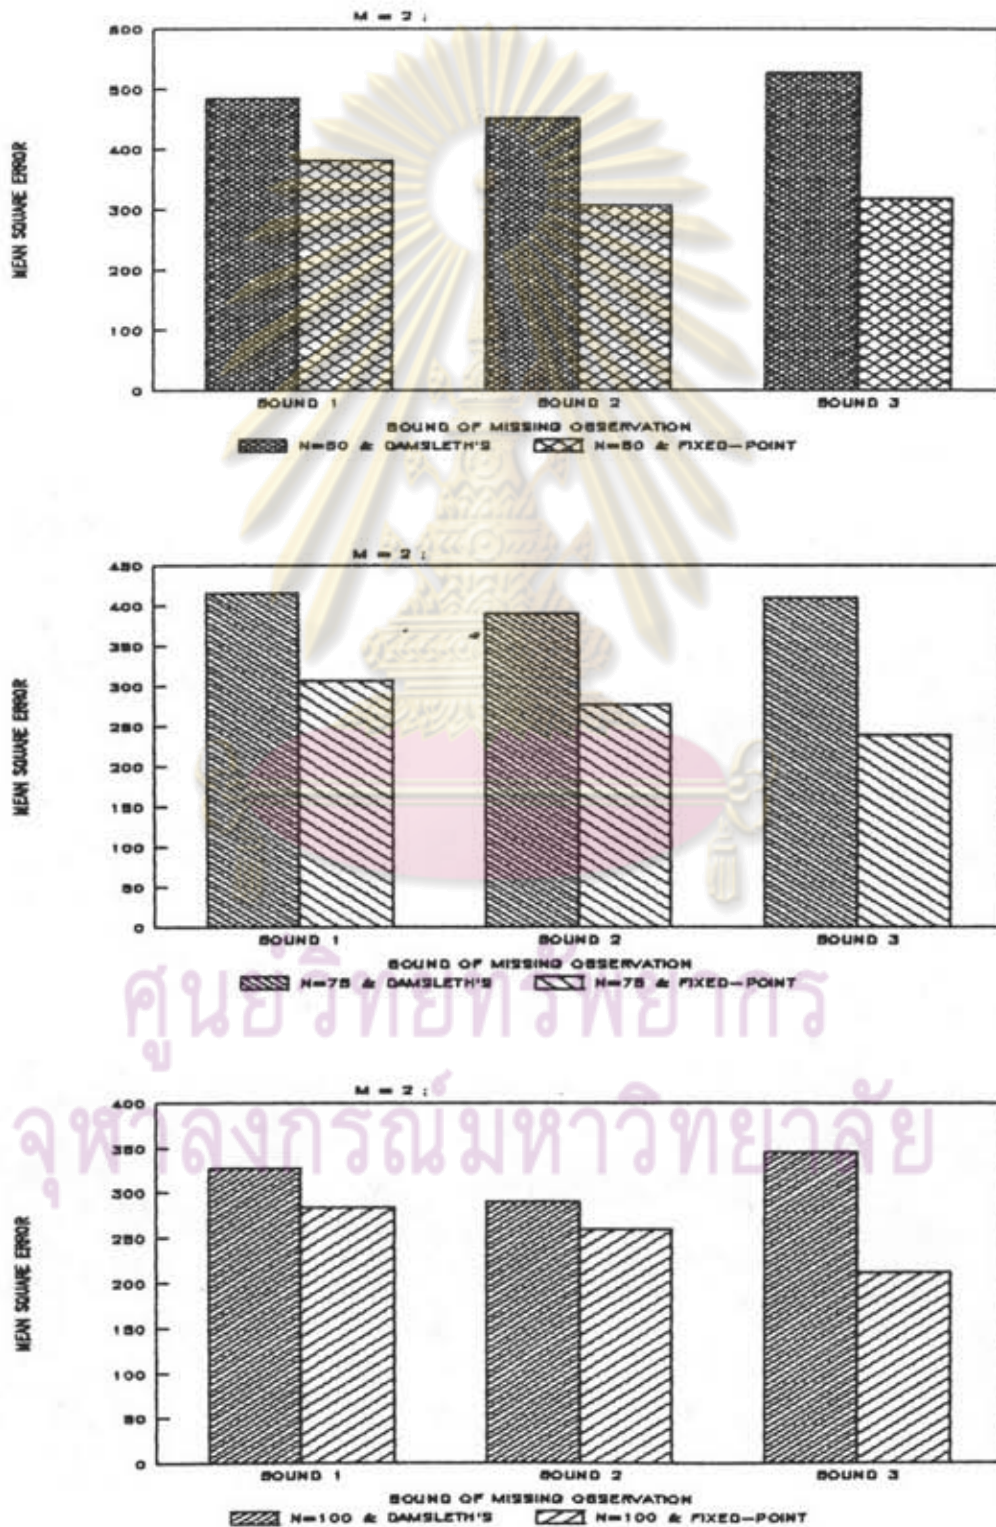 M = 2 ;
600
500
400
300
200
100
0
MEAN SQUARE ERROR
BOUND 1 BOUND 2 BOUND 3
BOUND OF MISSING OBSERVATION
N=50 & DAMSLETH'S N=50 & FIXED-POINT
M = 2 ;
450
400
350
300
250
200
150
100
50
0
MEAN SQUARE ERROR
BOUND 1 BOUND 2 BOUND 3
BOUND OF MISSING OBSERVATION
N=75 & DAMSLETH'S N=75 & FIXED-POINT
ศูนย์วิทยทรัพยากร
จุฬาลงกรณ์มหาวิทยาลัย
M = 2 ;
400
350
300
250
200
150
100
50
0
MEAN SQUARE ERROR
BOUND 1 BOUND 2 BOUND 3
BOUND OF MISSING OBSERVATION
N=100 & DAMSLETH'S N=100 & FIXED-POINT